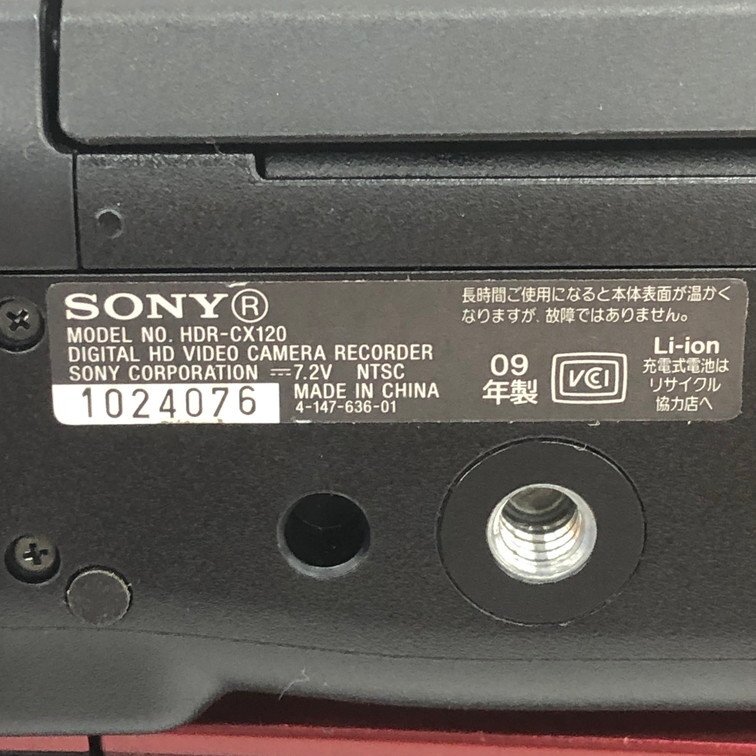 SONY®
MODEL NO. HDR-CX120
DIGITAL HD VIDEO CAMERA RECORDER
SONY CORPORATION ⎓7.2V NTSC
1024076
MADE IN CHINA
4-147-636-01
長時間ご使用になると本体表面が温かく
なりますが、故障ではありません。
09
年製
VCCI
Li-ion
充電式電池は
リサイクル
協力店へ